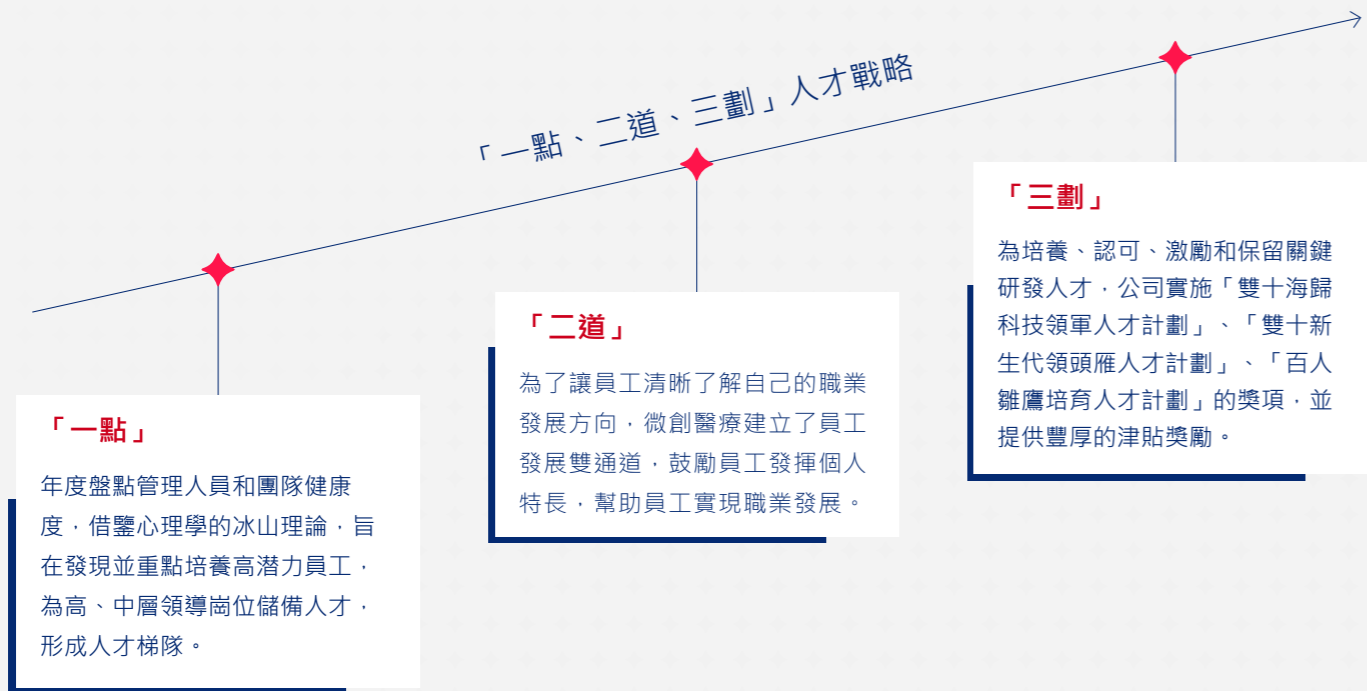 「一點、二道、三劃」人才戰略
「一點」
年度盤點管理人員和團隊健康
度，借鑒心理學的冰山理論，旨
在發現並重點培養高潛力員工，
為高、中層領導崗位儲備人才，
形成人才梯隊。
「二道」
為了讓員工清晰了解自己的職業
發展方向，微創醫療建立了員工
發展雙通道，鼓勵員工發揮個人
特長，幫助員工實現職業發展。
「三劃」
為培養、認可、激勵和保留關鍵
研發人才，公司實施「雙十海歸
科技領軍人才計劃」、「雙十新
生代領頭雁人才計劃」、「百人
雛鷹培育人才計劃」的獎項，並
提供豐厚的津貼獎勵。